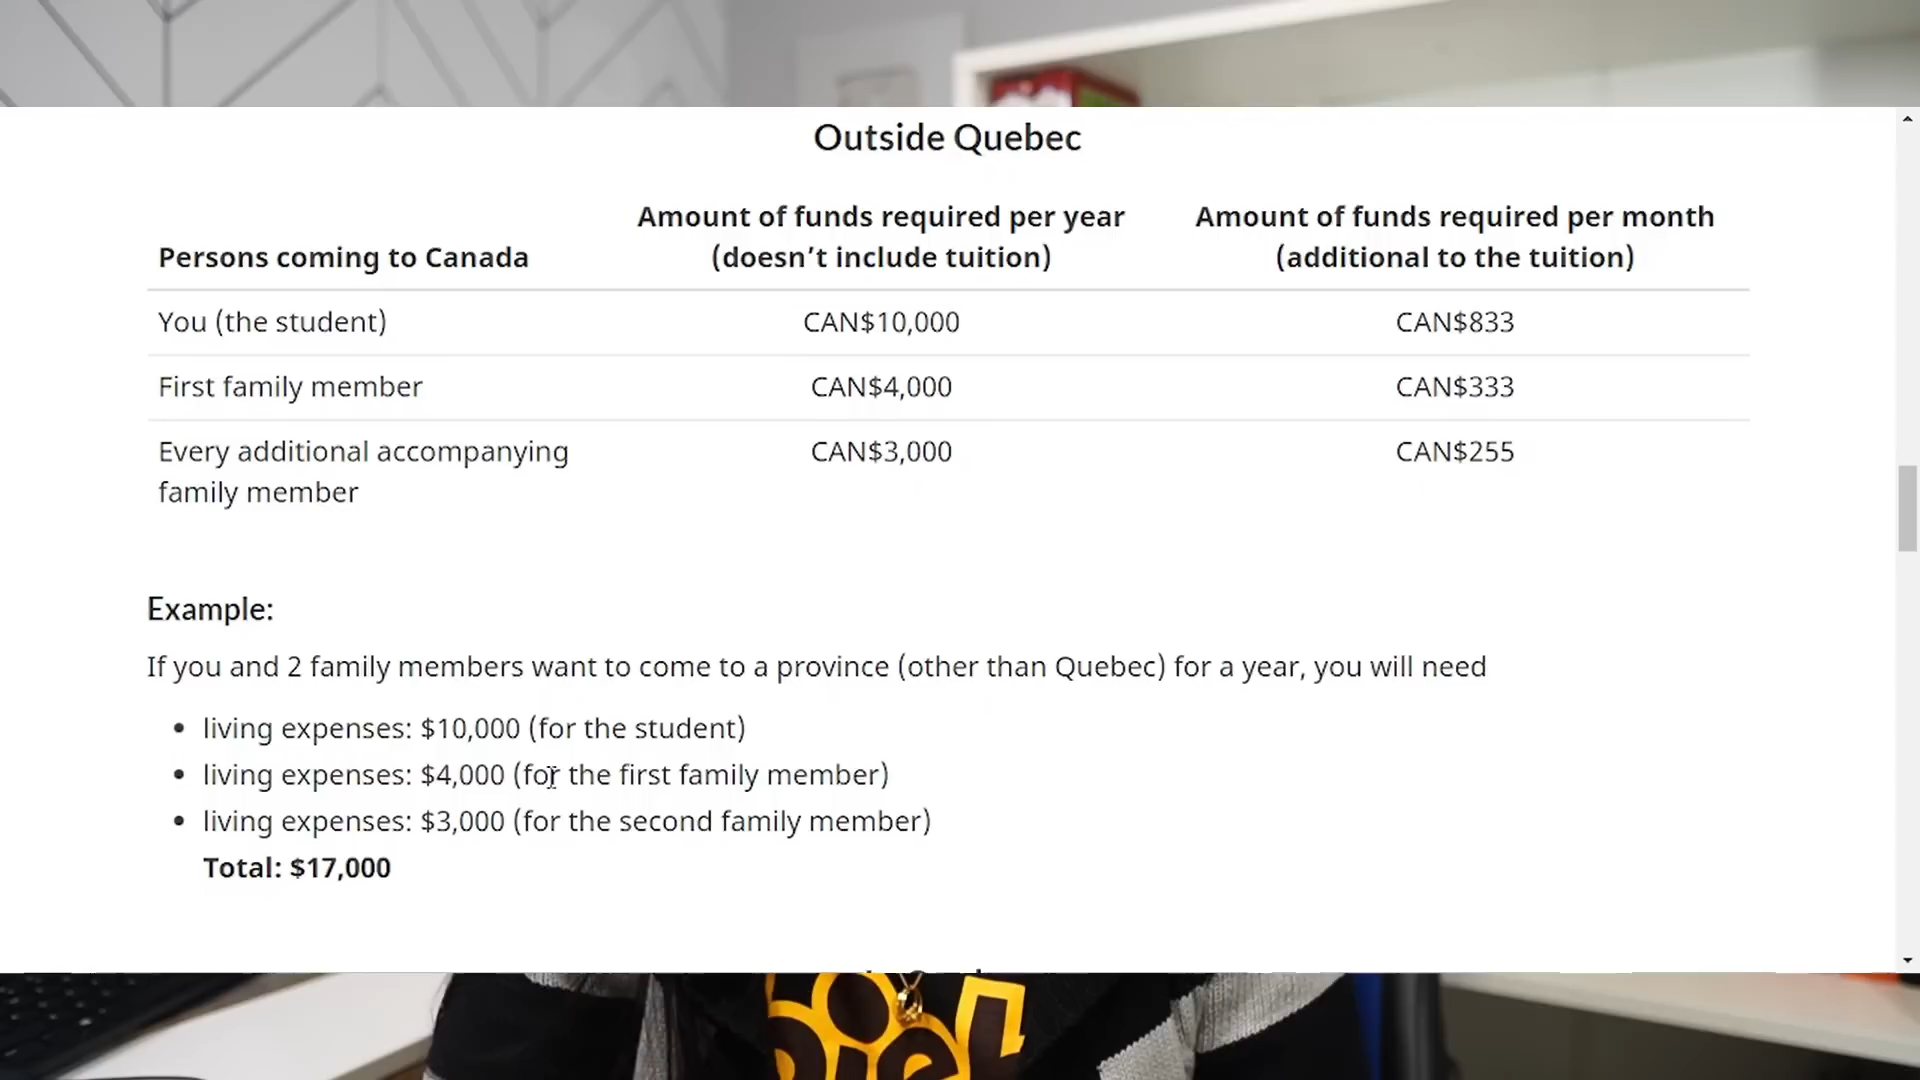 Outside Quebec
Persons coming to Canada
Amount of funds required per year
(doesn't include tuition)
Amount of funds required per month
(additional to the tuition)
You (the student) CAN$10,000 CAN$833
First family member CAN$4,000 CAN$333
Every additional accompanying
family member
CAN$3,000 CAN$255
Example:
If you and 2 family members want to come to a province (other than Quebec) for a year, you will need
• living expenses: $10,000 (for the student)
• living expenses: $4,000 (for the first family member)
• living expenses: $3,000 (for the second family member)
Total: $17,000